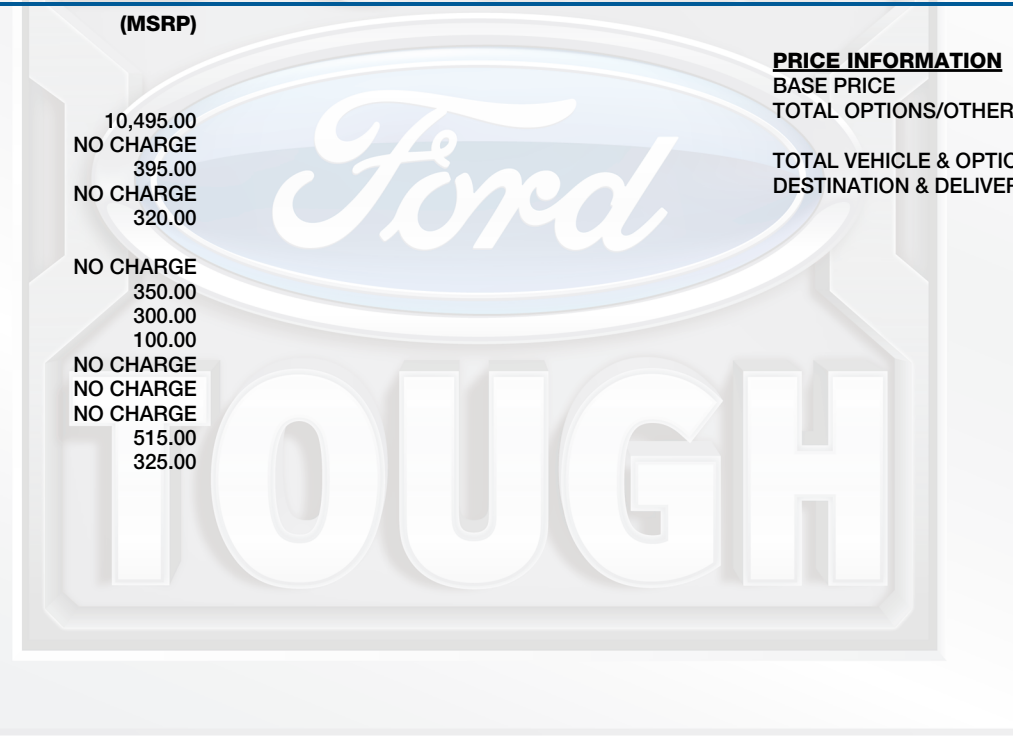 (MSRP)
10,495.00
NO CHARGE
395.00
NO CHARGE
320.00
NO CHARGE
350.00
300.00
100.00
NO CHARGE
NO CHARGE
NO CHARGE
515.00
325.00
PRICE INFORMATION
BASE PRICE
TOTAL OPTIONS/OTHER
TOTAL VEHICLE & OPTIO
DESTINATION & DELIVER
Ford
TOUGH